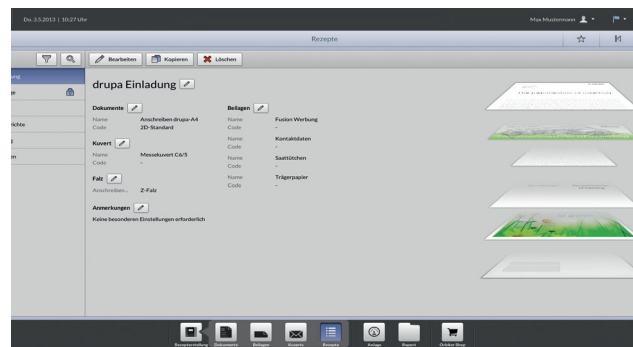 Do. 3.5.2013 | 10:27 Uhr
Max Mustermann
Rezepte
Bearbeiten Kopieren Löschen
drupa Einladung
Dokumente
Name Anschreiben drupa-A4
Code 2D-Standard
Kuvert
Name Messekuvert C6/5
Code -
Falz
Anschreiben... Z-Falz
Anmerkungen
Keine besonderen Einstellungen erforderlich
Beilagen
Name Fusion Werbung
Code -
Name Kontaktdaten
Code -
Name Saattütchen
Code -
Name Trägerpapier
Code -
Rezepterstellung Dokumente Beilagen Kuverts Rezepte Anlage Report Orbiter Shop